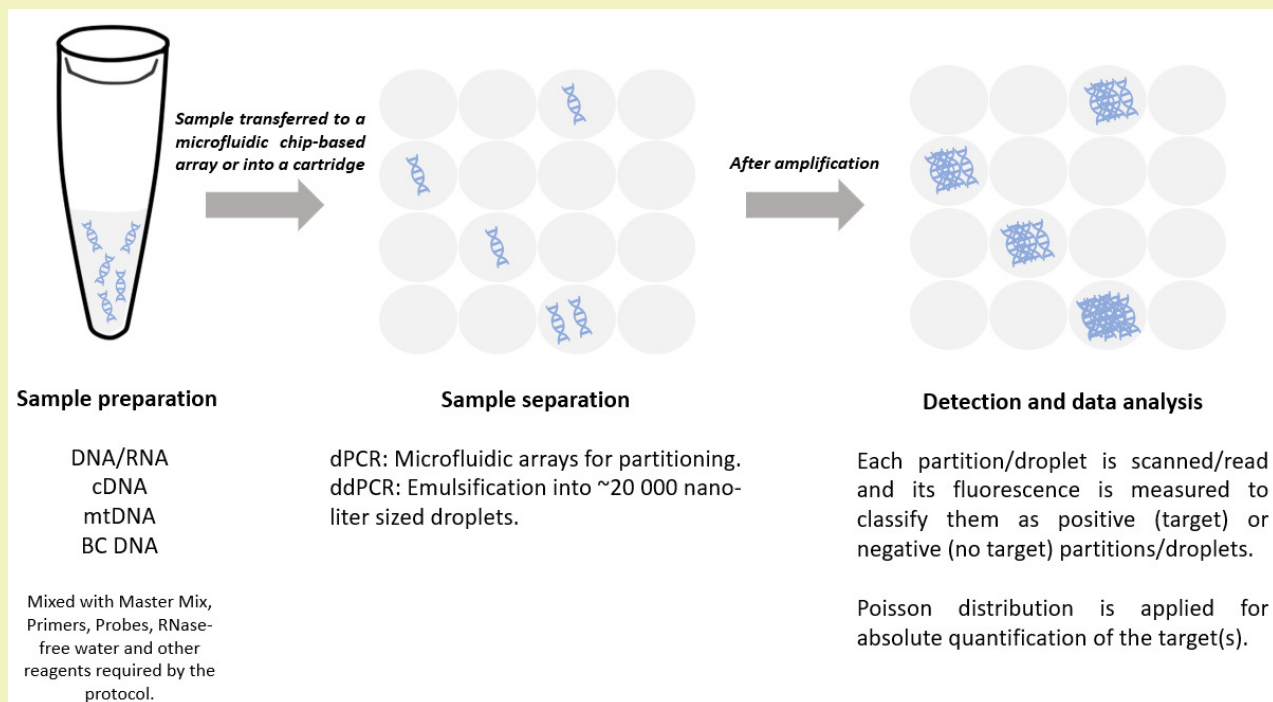 Sample transferred to a
microfluidic chip-based
array or into a cartridge
After amplification
Sample preparation
DNA/RNA
cDNA
mtDNA
BC DNA
Mixed with Master Mix,
Primers, Probes, RNase-
free water and other
reagents required by the
protocol.
Sample separation
dPCR: Microfluidic arrays for partitioning.
ddPCR: Emulsification into ~20 000 nano-
liter sized droplets.
Detection and data analysis
Each partition/droplet is scanned/read
and its fluorescence is measured to
classify them as positive (target) or
negative (no target) partitions/droplets.
Poisson distribution is applied for
absolute quantification of the target(s).